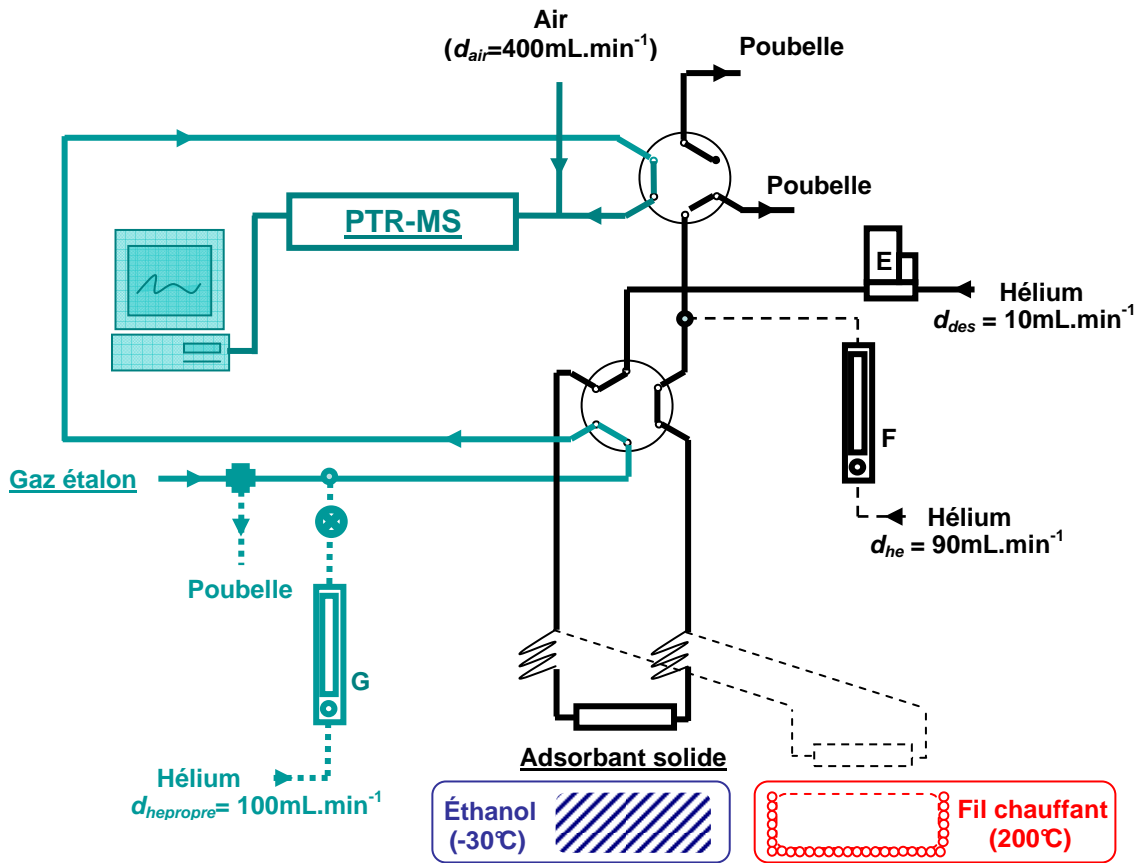 Air
(dair=400mL.min-1)
Poubelle
Poubelle
PTR-MS
E
Hélium
ddes = 10mL.min-1
F
Gaz étalon
Hélium
dhe = 90mL.min-1
Poubelle
G
Hélium
dhepropre= 100mL.min-1
Adsorbant solide
Éthanol
(-30°C)
Fil chauffant
(200°C)